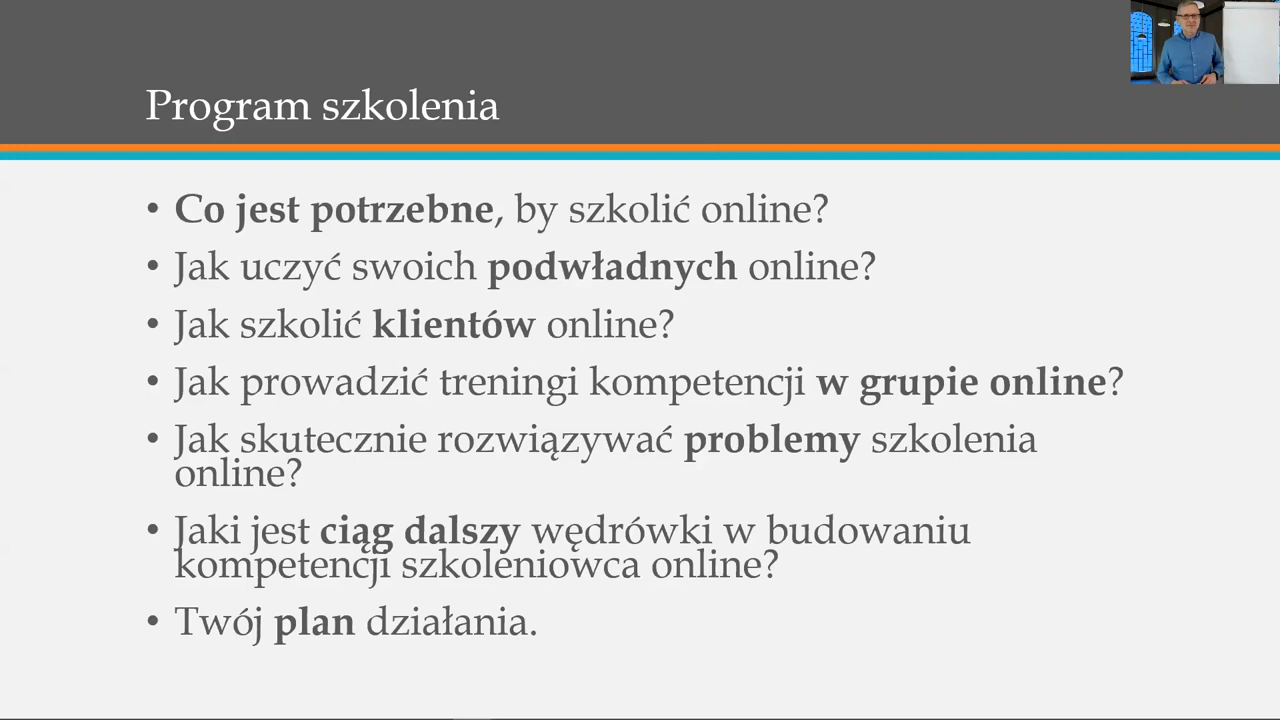 Program szkolenia
• Co jest potrzebne, by szkolić online?
• Jak uczyć swoich podwładnych online?
• Jak szkolić klientów online?
• Jak prowadzić treningi kompetencji w grupie online?
• Jak skutecznie rozwiązywać problemy szkolenia
online?
• Jaki jest ciąg dalszy wędrówki w budowaniu
kompetencji szkoleniowca online?
• Twój plan działania.